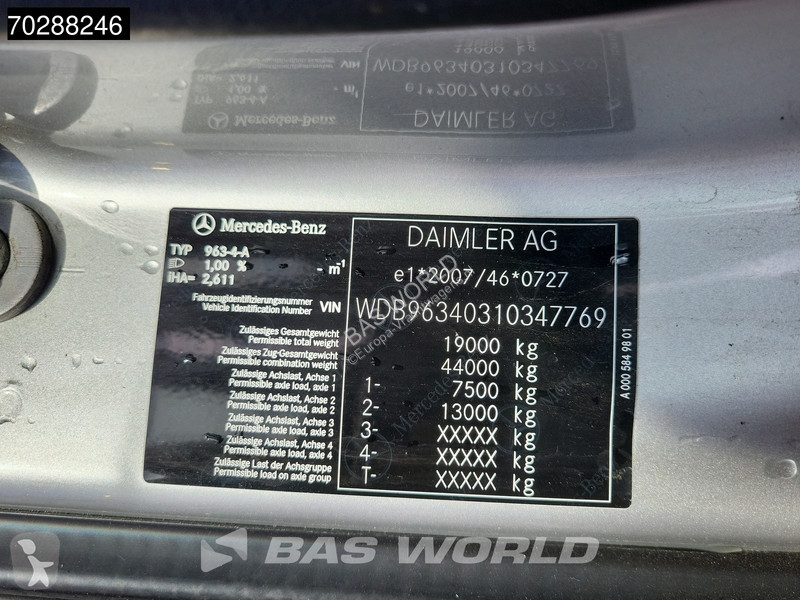 70288246
Mercedes-Benz
TYP 963-4-A
1,00 % - m-1
iHA= 2,611
Fahrzeugidentifizierungsnummer
Vehicle Identification Number VIN
Zulässiges Gesamtgewicht
Permissible total weight
Zulässiges Zug-Gesamtgewicht
Permissible combination weight
Zulässige Achslast, Achse 1
Permissible axle load, axle 1
Zulässige Achslast, Achse 2
Permissible axle load, axle 2
Zulässige Achslast, Achse 3
Permissible axle load, axle 3
Zulässige Achslast, Achse 4
Permissible axle load, axle 4
Zulässige Last der Achsgruppe
Permissible load on axle group
DAIMLER AG
e1*2007/46*0727
WDB96340310347769
19000 kg
44000 kg
1- 7500 kg
2- 13000 kg
3- XXXXX kg
4- XXXXX kg
T- XXXXX kg
A 000 584 98 01
BAS WORLD
BAS WORLD